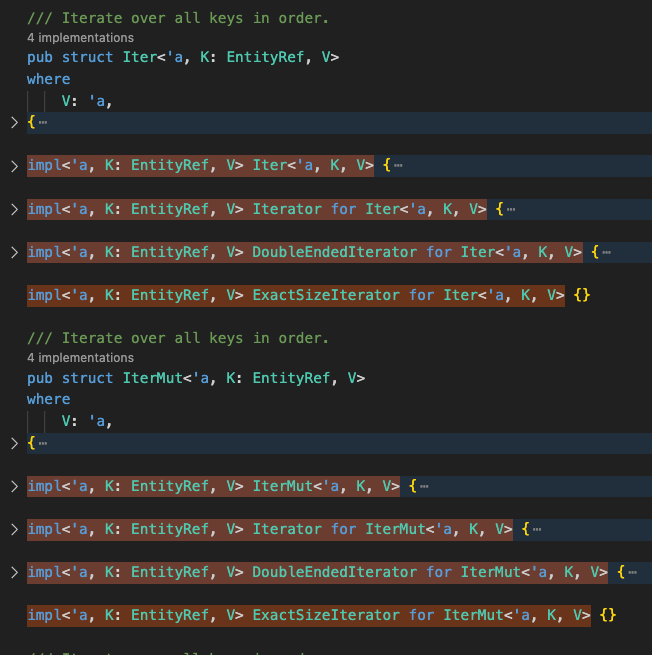 /// Iterate over all keys in order.
4 implementations
pub struct Iter<'a, K: EntityRef, V>
where
    V: 'a,
{⋯
impl<'a, K: EntityRef, V> Iter<'a, K, V> {⋯
impl<'a, K: EntityRef, V> Iterator for Iter<'a, K, V> {⋯
impl<'a, K: EntityRef, V> DoubleEndedIterator for Iter<'a, K, V> {⋯
impl<'a, K: EntityRef, V> ExactSizeIterator for Iter<'a, K, V> {}
/// Iterate over all keys in order.
4 implementations
pub struct IterMut<'a, K: EntityRef, V>
where
    V: 'a,
{⋯
impl<'a, K: EntityRef, V> IterMut<'a, K, V> {⋯
impl<'a, K: EntityRef, V> Iterator for IterMut<'a, K, V> {⋯
impl<'a, K: EntityRef, V> DoubleEndedIterator for IterMut<'a, K, V> {⋯
impl<'a, K: EntityRef, V> ExactSizeIterator for IterMut<'a, K, V> {}